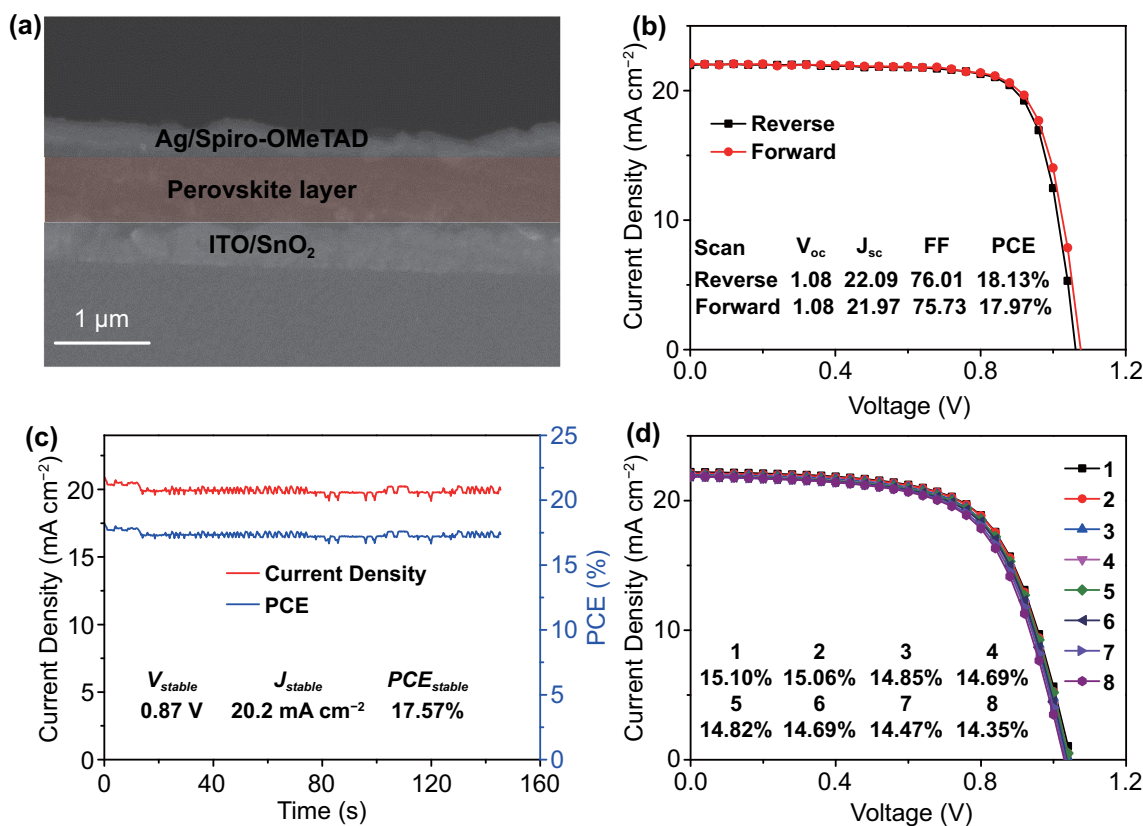 (a)
Ag/Spiro-OMeTAD
Perovskite layer
ITO/SnO₂
1 μm
(b)
Current Density (mA cm⁻²)
20
10
0
Reverse
Forward
Scan Vₒc Jsc FF PCE
Reverse 1.08 22.09 76.01 18.13%
Forward 1.08 21.97 75.73 17.97%
0.0 0.4 0.8 1.2
Voltage (V)
(c)
Current Density (mA cm⁻²)
20
15
10
5
0
25
20
15
10
5
0
PCE (%)
Current Density
PCE
Vstable Jstable PCEstable
0.87 V 20.2 mA cm⁻² 17.57%
0 40 80 120 160
Time (s)
(d)
Current Density (mA cm⁻²)
20
10
0
1
2
3
4
5
6
7
8
1 2 3 4
15.10% 15.06% 14.85% 14.69%
5 6 7 8
14.82% 14.69% 14.47% 14.35%
0.0 0.4 0.8 1.2
Voltage (V)